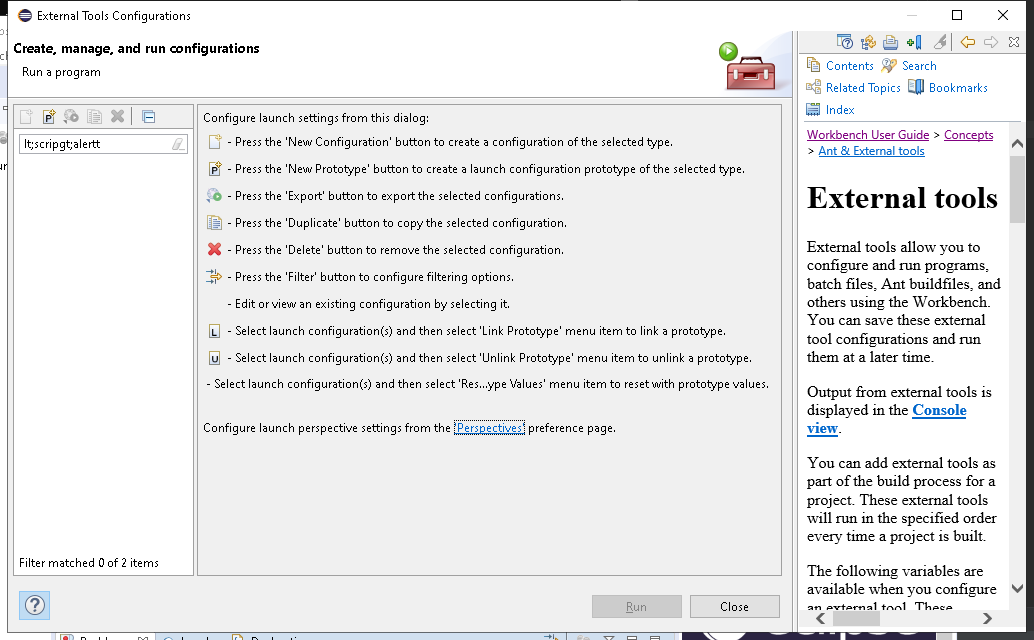 External Tools Configurations
Create, manage, and run configurations
Run a program
lt;scripgt;alertt
Filter matched 0 of 2 items
Configure launch settings from this dialog:
- Press the 'New Configuration' button to create a configuration of the selected type.
P - Press the 'New Prototype' button to create a launch configuration prototype of the selected type.
- Press the 'Export' button to export the selected configurations.
- Press the 'Duplicate' button to copy the selected configuration.
- Press the 'Delete' button to remove the selected configuration.
- Press the 'Filter' button to configure filtering options.
- Edit or view an existing configuration by selecting it.
L - Select launch configuration(s) and then select 'Link Prototype' menu item to link a prototype.
U - Select launch configuration(s) and then select 'Unlink Prototype' menu item to unlink a prototype.
- Select launch configuration(s) and then select 'Res...ype Values' menu item to reset with prototype values.
Configure launch perspective settings from the 'Perspectives' preference page.
Run
Close
Contents Search
Related Topics Bookmarks
Index
Workbench User Guide > Concepts
> Ant & External tools
External tools
External tools allow you to
configure and run programs,
batch files, Ant buildfiles, and
others using the Workbench.
You can save these external
tool configurations and run
them at a later time.
Output from external tools is
displayed in the Console
view.
You can add external tools as
part of the build process for a
project. These external tools
will run in the specified order
every time a project is built.
The following variables are
available when you configure
an external tool. These